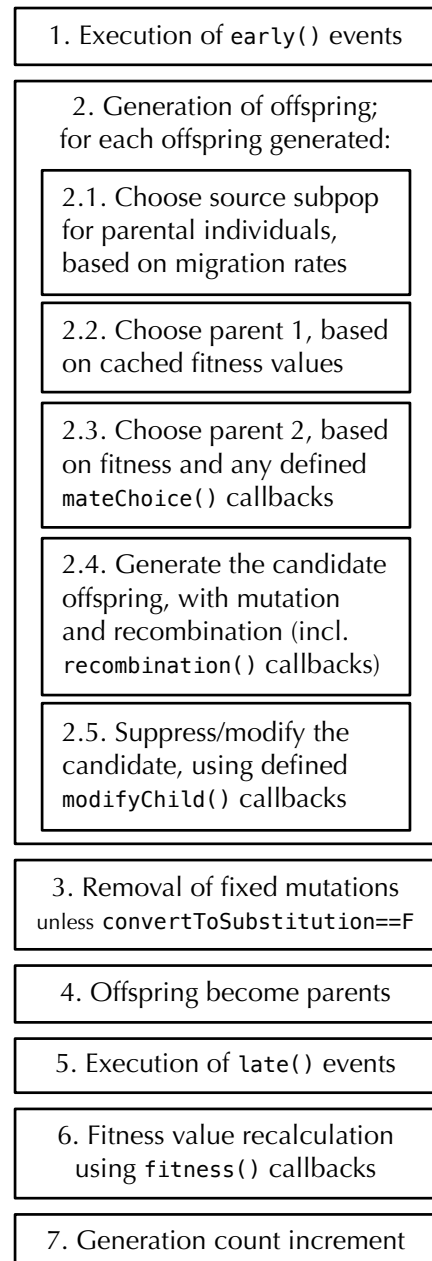 1. Execution of early() events
2. Generation of offspring;
for each offspring generated:
2.1. Choose source subpop
for parental individuals,
based on migration rates
2.2. Choose parent 1, based
on cached fitness values
2.3. Choose parent 2, based
on fitness and any defined
mateChoice() callbacks
2.4. Generate the candidate
offspring, with mutation
and recombination (incl.
recombination() callbacks)
2.5. Suppress/modify the
candidate, using defined
modifyChild() callbacks
3. Removal of fixed mutations
unless convertToSubstitution==F
4. Offspring become parents
5. Execution of late() events
6. Fitness value recalculation
using fitness() callbacks
7. Generation count increment